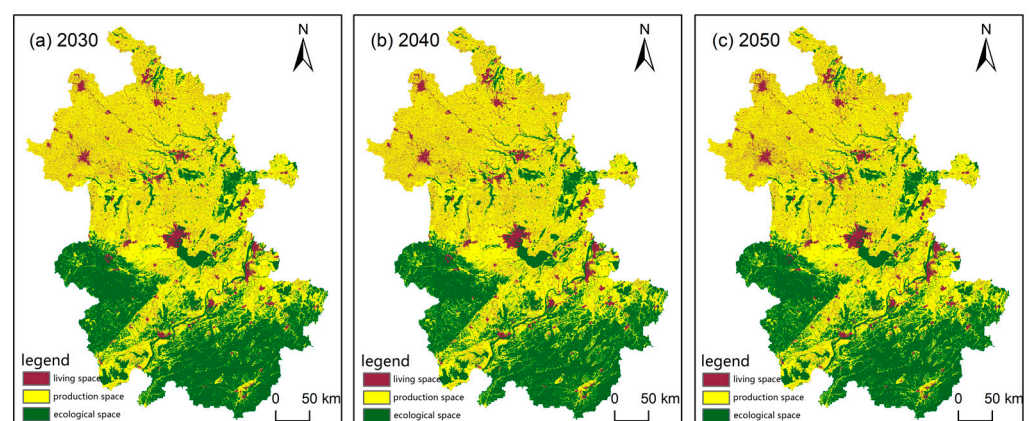 (a) 2030
N
legend
living space
production space
ecological space
0 50 km
(b) 2040
N
legend
living space
production space
ecological space
0 50 km
(c) 2050
N
legend
living space
production space
ecological space
0 50 km